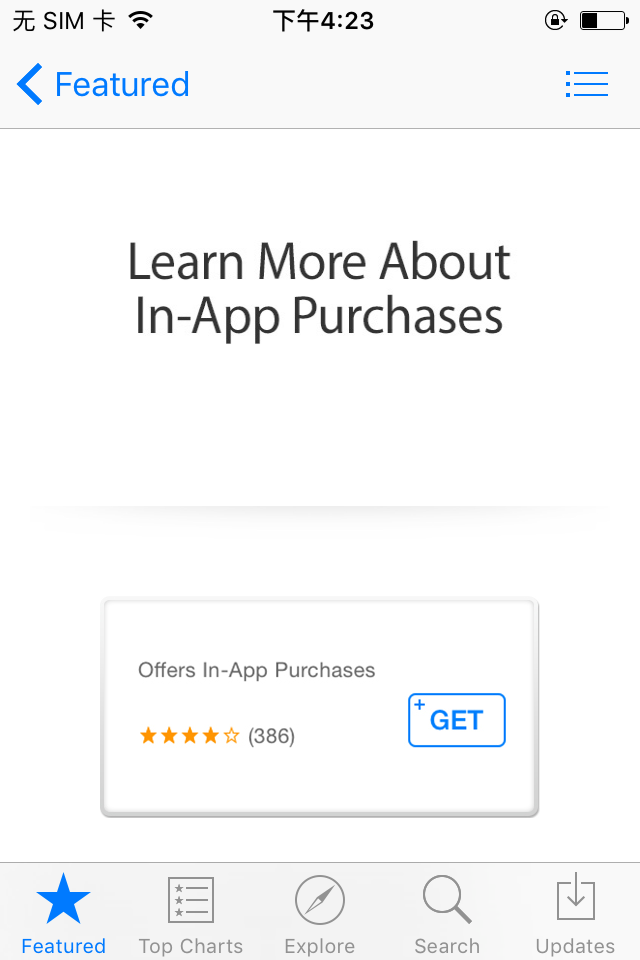 无 SIM 卡 下午4:23
Featured
Learn More About
In-App Purchases
Offers In-App Purchases
(386)
+ GET
Featured Top Charts Explore Search Updates